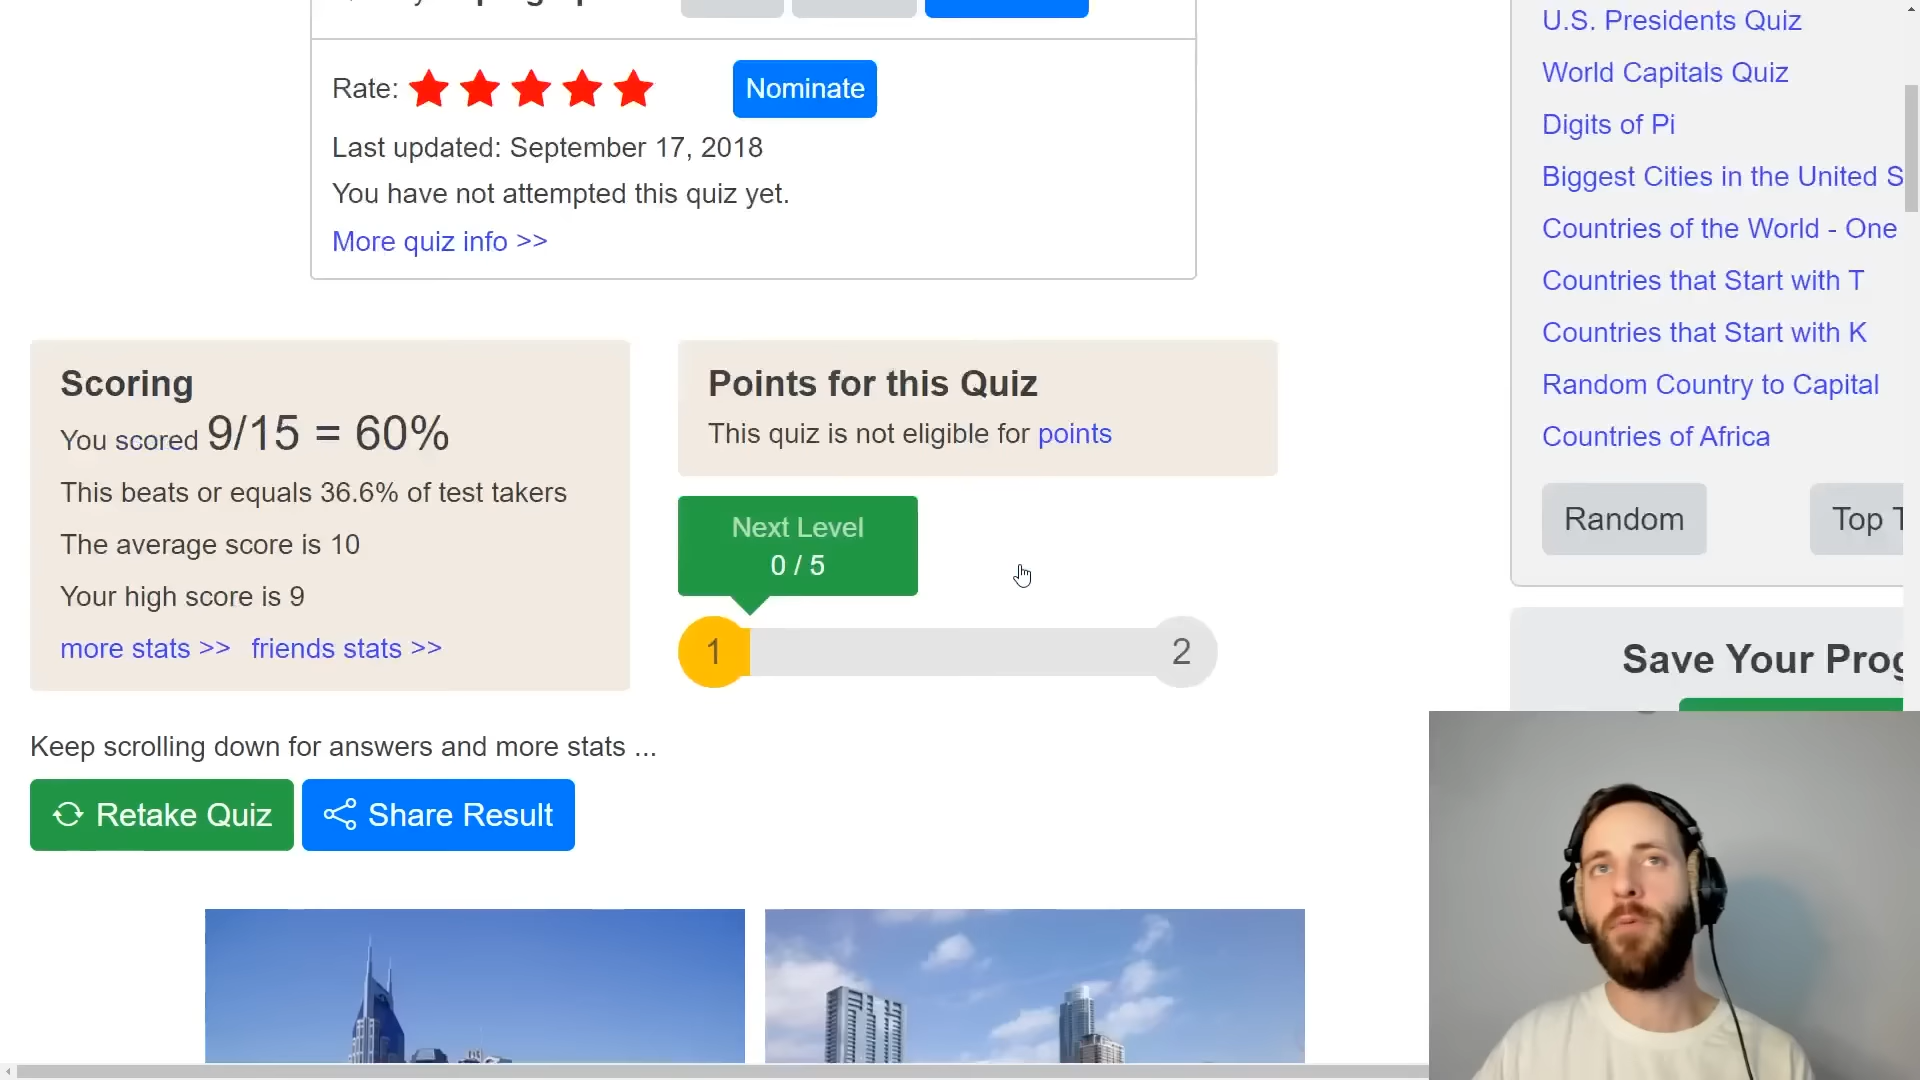 Rate:
Nominate
Last updated: September 17, 2018
You have not attempted this quiz yet.
More quiz info >>
Scoring
You scored 9/15 = 60%
This beats or equals 36.6% of test takers
The average score is 10
Your high score is 9
more stats >> friends stats >>
Points for this Quiz
This quiz is not eligible for points
Next Level
0 / 5
1
2
Keep scrolling down for answers and more stats ...
Retake Quiz
Share Result
U.S. Presidents Quiz
World Capitals Quiz
Digits of Pi
Biggest Cities in the United S
Countries of the World - One
Countries that Start with T
Countries that Start with K
Random Country to Capital
Countries of Africa
Random
Top T
Save Your Prog